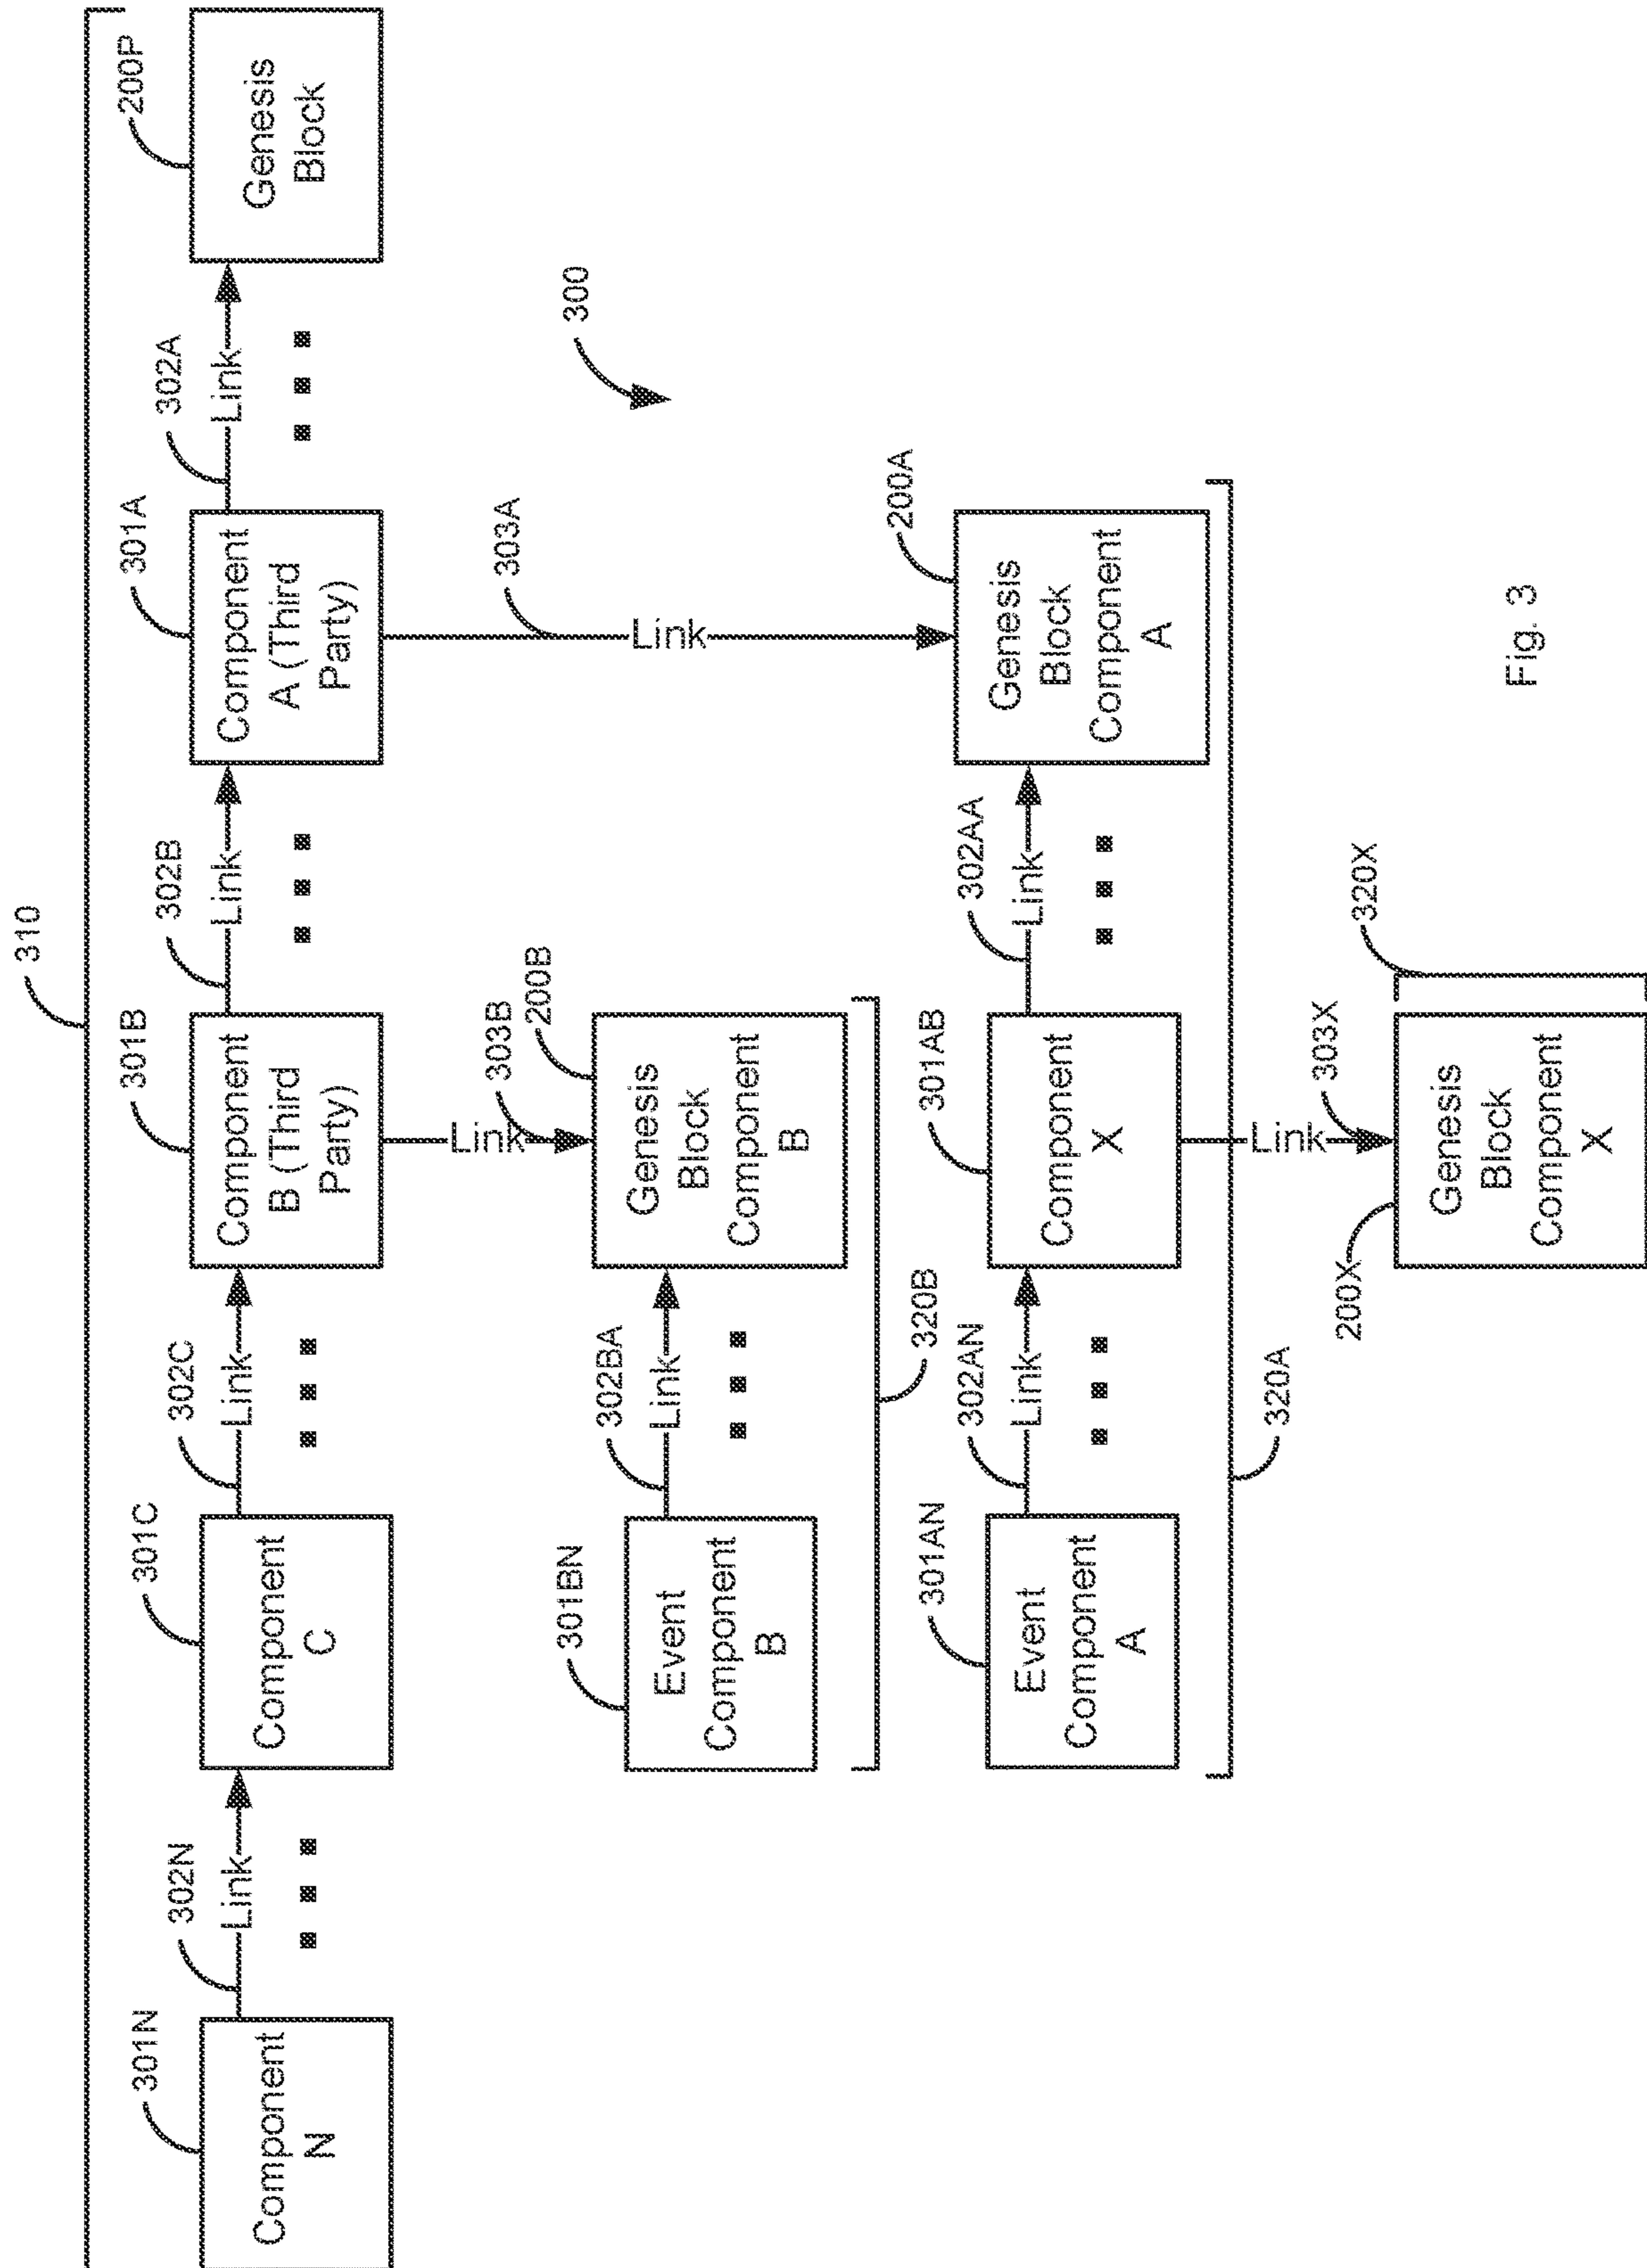 310
301N
302N
301C
302C
301B
302B
301A
302A
200P
Component
N
Link
Component
C
Link
Component
B (Third
Party)
Link
Component
A (Third
Party)
Link
Genesis
Block
303B
200B
303A
300
Link
Link
301BN
302BA
Event
Component
B
Link
Genesis
Block
Component
B
320B
301AN
302AN
301AB
302AA
200A
Event
Component
A
Link
Component
X
Link
Genesis
Block
Component
A
320A
Link
303X
320X
200X
Genesis
Block
Component
X
Fig. 3